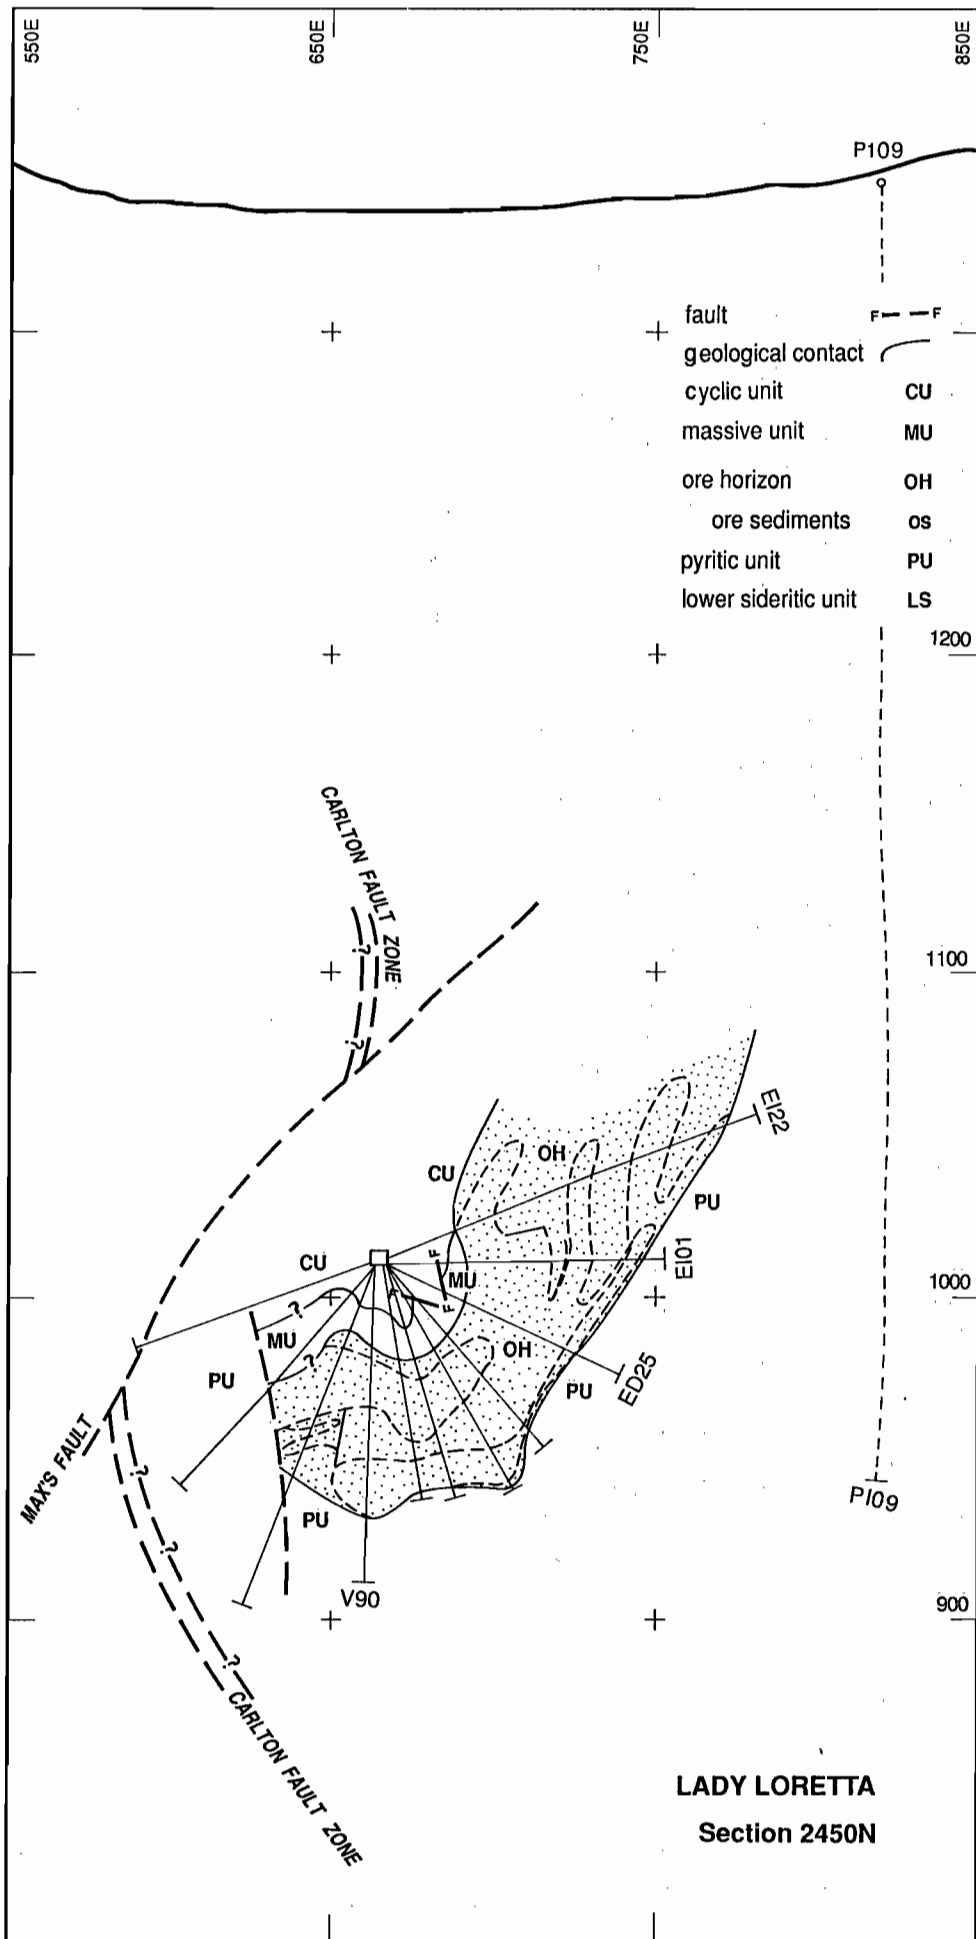 550E
650E
750E
850E
P109
fault F F
geological contact
cyclic unit CU
massive unit MU
ore horizon OH
ore sediments OS
pyritic unit PU
lower sideritic unit LS
1200
CARLTON FAULT ZONE
?
1100
?
EI22
OH
CU
PU
F
CU
EI01
MU
F
F
1000
?
MU
OH
?
PU
PU
ED25
MAX'S FAULT
?
PI09
PU
?
V90
900
?
CARLTON FAULT ZONE
LADY LORETTA
Section 2450N